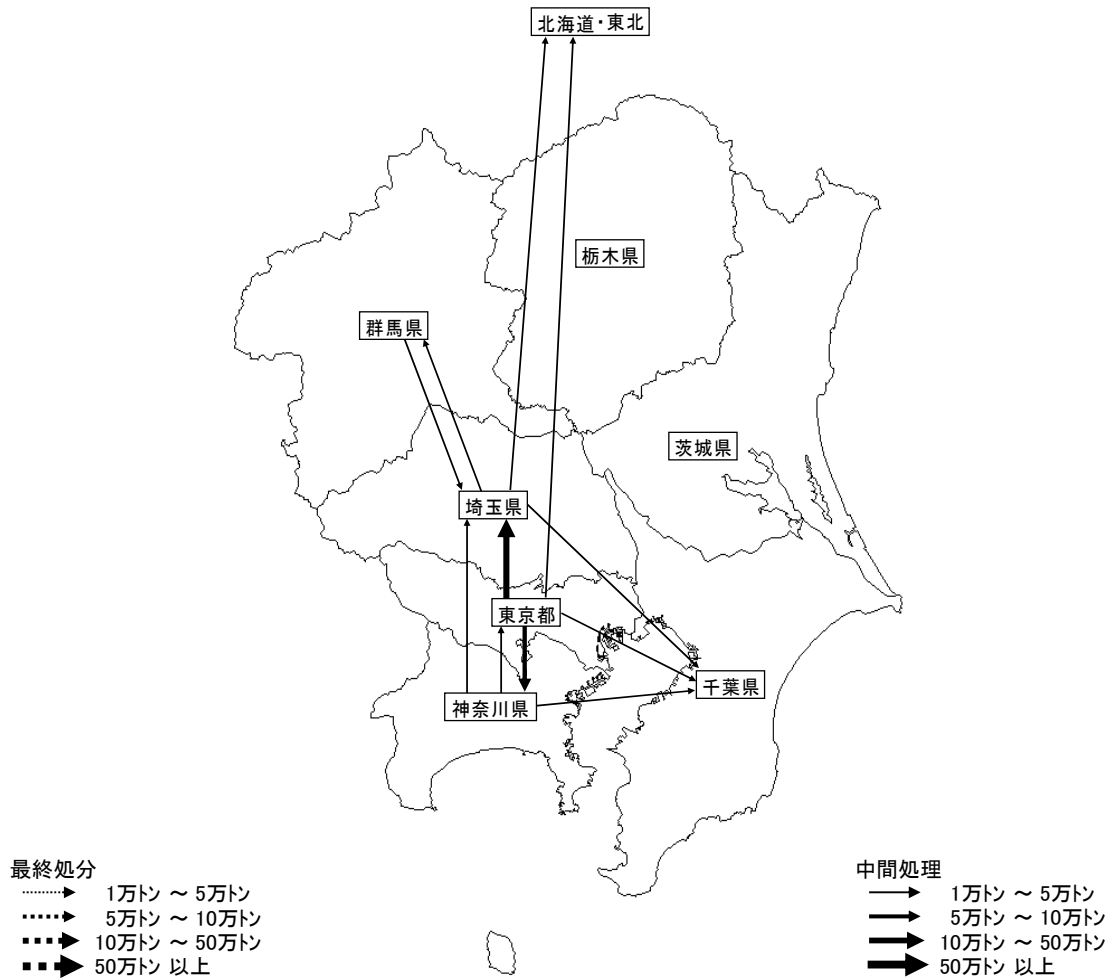 北海道・東北
栃木県
群馬県
茨城県
埼玉県
東京都
千葉県
神奈川県
最終処分
1万トン ～ 5万トン
5万トン ～ 10万トン
10万トン ～ 50万トン
50万トン 以上
中間処理
1万トン ～ 5万トン
5万トン ～ 10万トン
10万トン ～ 50万トン
50万トン 以上